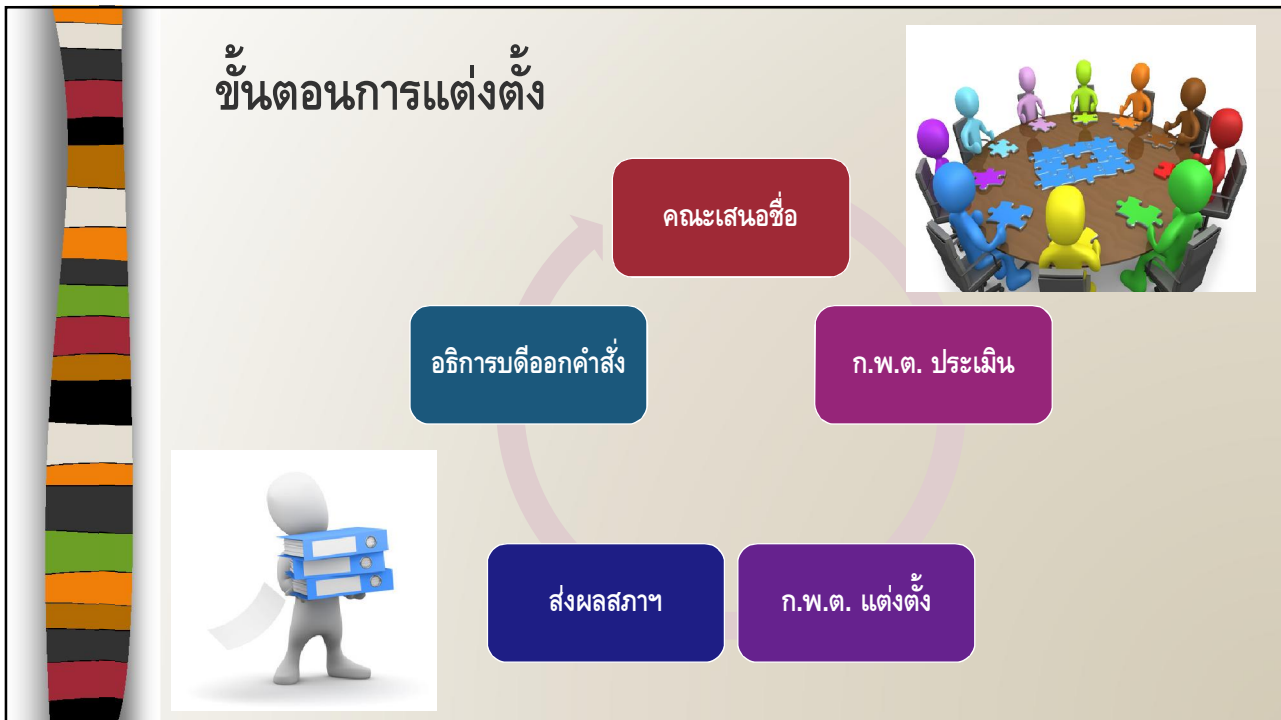 ขั้นตอนการแต่งตั้ง
คณะเสนอชื่อ
ก.พ.ต. ประเมิน
ก.พ.ต. แต่งตั้ง
ส่งผลสภาฯ
อธิการบดีออกคำสั่ง